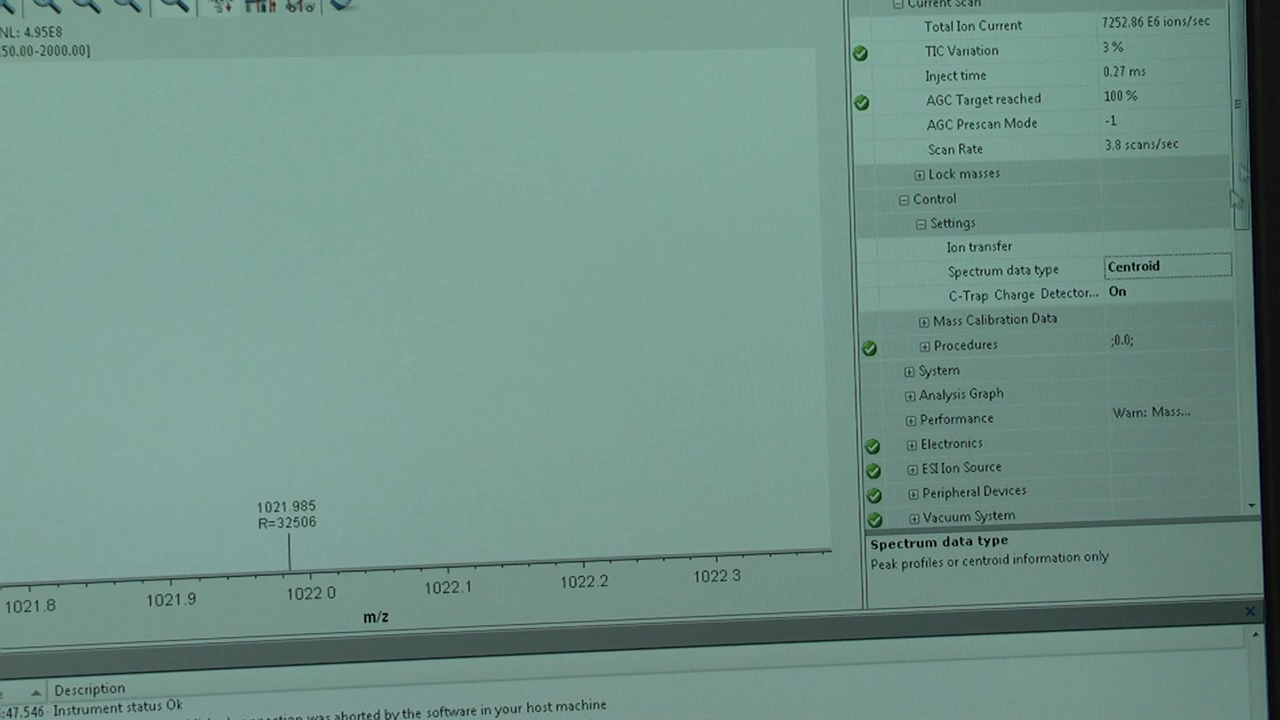 NL: 4.95E8
50.00-2000.00]
1021.985
R=32506
1021.8 1021.9 1022.0 1022.1 1022.2 1022.3
m/z
Current Scan
Total Ion Current 7252.86 E6 ions/sec
TIC Variation 3 %
Inject time 0.27 ms
AGC Target reached 100 %
AGC Prescan Mode -1
Scan Rate 3.8 scans/sec
Lock masses
Control
Settings
Ion transfer
Spectrum data type Centroid
C-Trap Charge Detector... On
Mass Calibration Data
Procedures ;0.0;
System
Analysis Graph
Performance Warn: Mass...
Electronics
ESI Ion Source
Peripheral Devices
Vacuum System
Spectrum data type
Peak profiles or centroid information only
Description
:47.546 Instrument status Ok
connection was aborted by the software in your host machine